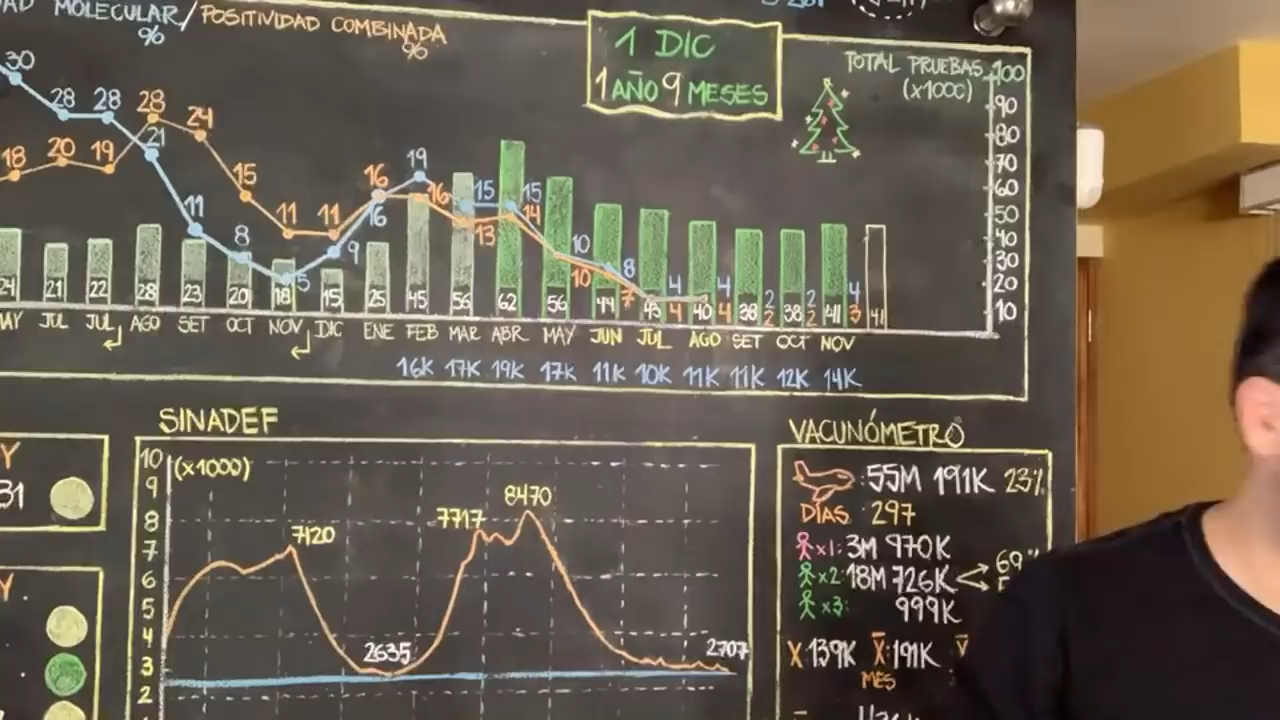 MOLECULAR/POSITIVIDAD COMBINADA
% %
1 DIC
1 AÑO 9 MESES
TOTAL PRUEBAS
(x1000)
100
90
80
70
60
50
40
30
20
10
30 28 28 21 11 8 5 9 16 19 15 15 10 8 4 4 2 2 4
18 20 19 28 24 15 11 11 16 16 13 14 10 7 4 4 2 2 3
24 21 22 28 23 20 18 15 25 45 56 62 56 44 43 40 38 38 41 41
MAY JUL JUL AGO SET OCT NOV DIC ENE FEB MAR ABR MAY JUN JUL AGO SET OCT NOV
16K 17K 19K 17K 11K 10K 11K 11K 12K 14K
Y
31
Y
SINADEF
(x1000)
10
9
8
7
6
5
4
3
2
7120
2635
7717
8470
2707
VACUNÓMETRO
: 55M 191K 23%
DÍAS 297
x1: 3M 970K
x2: 18M 726K
x3: 999K
X 139K X: 191K
MES